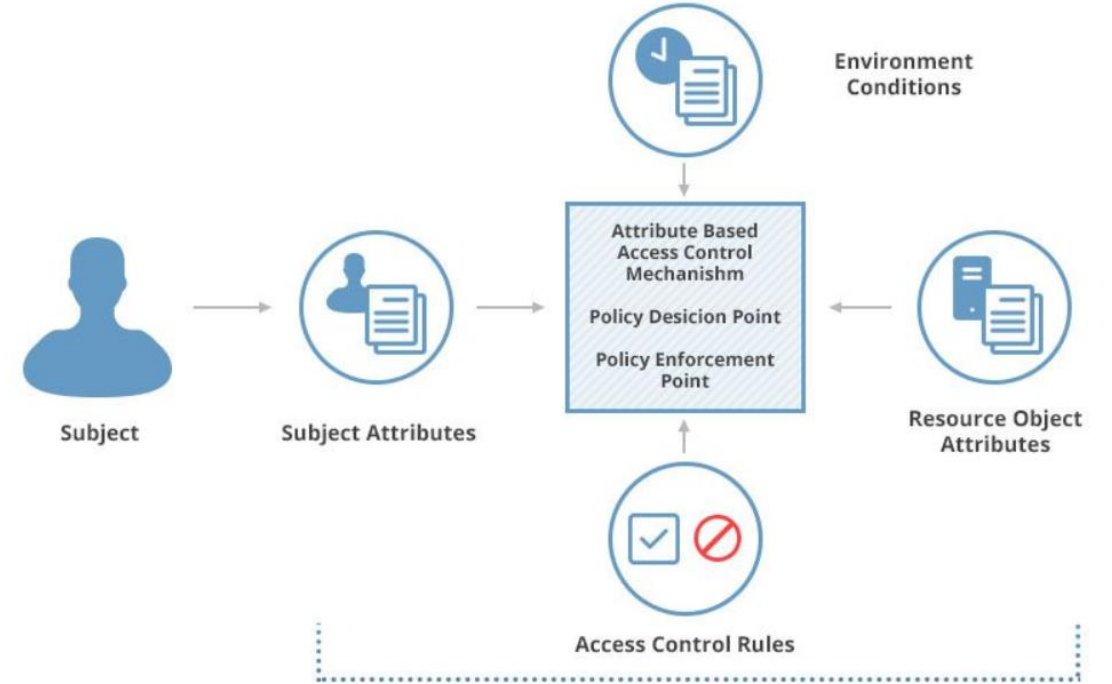 Environment
Conditions
Attribute Based
Access Control
Mechanishm
Policy Desicion Point
Policy Enforcement
Point
Subject
Subject Attributes
Resource Object
Attributes
Access Control Rules